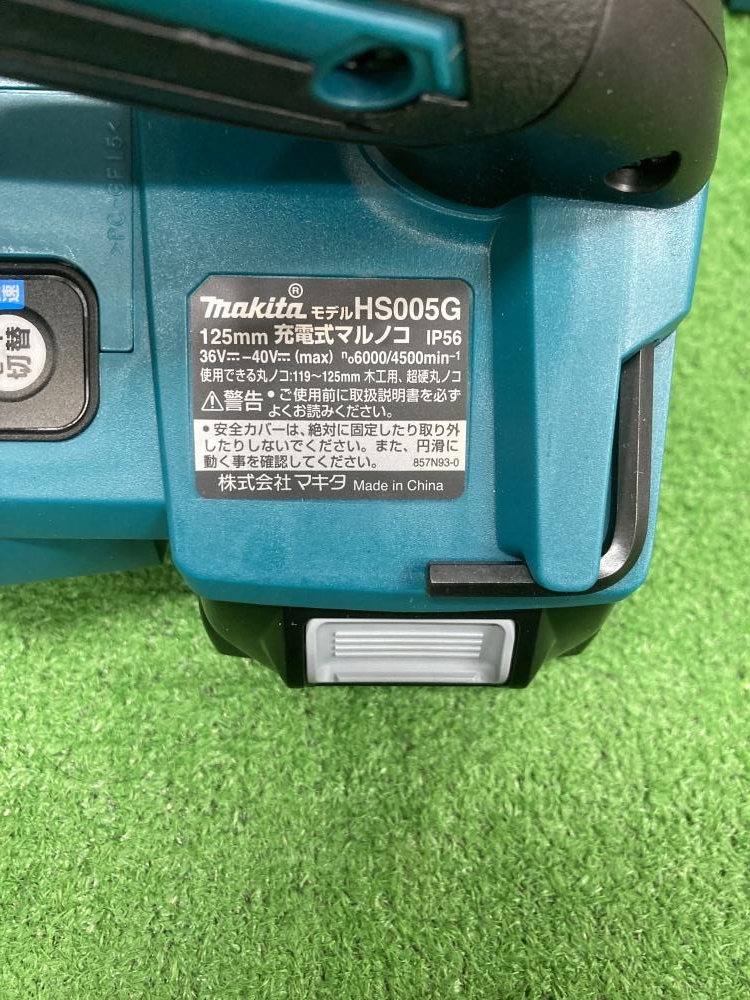 >PC-GF15<
速
切替
makita® モデル HS005G
125mm 充電式マルノコ IP56
36V⎓-40V⎓(max) n₀6000/4500min⁻¹
使用できる丸ノコ:119~125mm 木工用、超硬丸ノコ
⚠警告 • ご使用前に取扱説明書を必ず
よくお読みください。
• 安全カバーは、絶対に固定したり取り外
したりしないでください。また、円滑に
動く事を確認してください。 857N93-0
株式会社マキタ Made in China